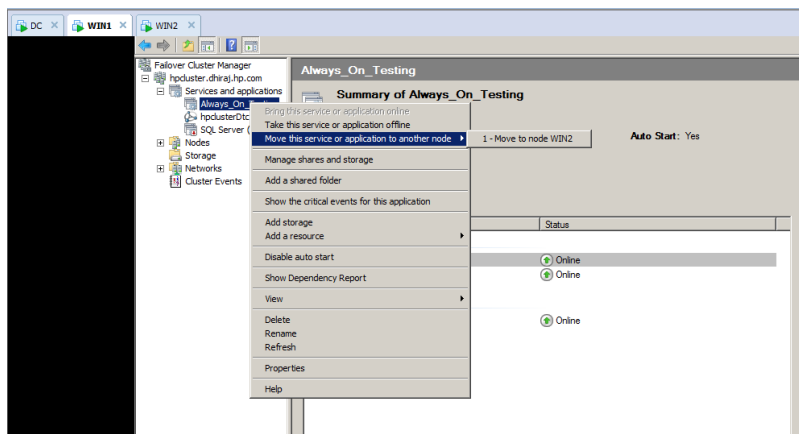 DC
WIN1
WIN2
Failover Cluster Manager
hpcluster.dhiraj.hp.com
Services and applications
Always_On_Testing
hpclusterDtc
SQL Server (
Nodes
Storage
Networks
Cluster Events
Always_On_Testing
Summary of Always_On_Testing
Auto Start: Yes
Bring this service or application online
Take this service or application offline
Move this service or application to another node
1 - Move to node WIN2
Manage shares and storage
Add a shared folder
Show the critical events for this application
Add storage
Add a resource
Disable auto start
Show Dependency Report
View
Delete
Rename
Refresh
Properties
Help
Status
Online
Online
Online